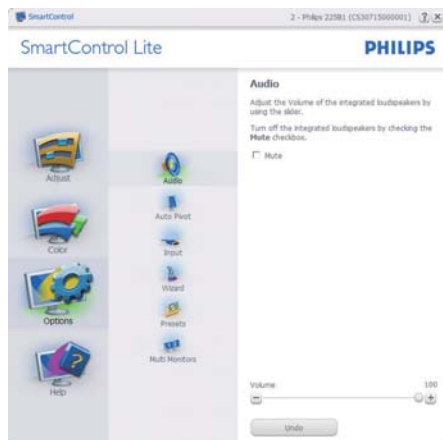 SmartControl
2 - Philips 225B1 (CS30715000001)
SmartControl Lite
PHILIPS
Adjust
Color
Options
Help
Audio
Auto Pivot
Input
Wizard
Presets
Multi Monitors
Audio
Adjust the Volume of the integrated loudspeakers by
using the slider.
Turn off the integrated loudspeakers by checking the
Mute checkbox.
Mute
Volume 100
Undo